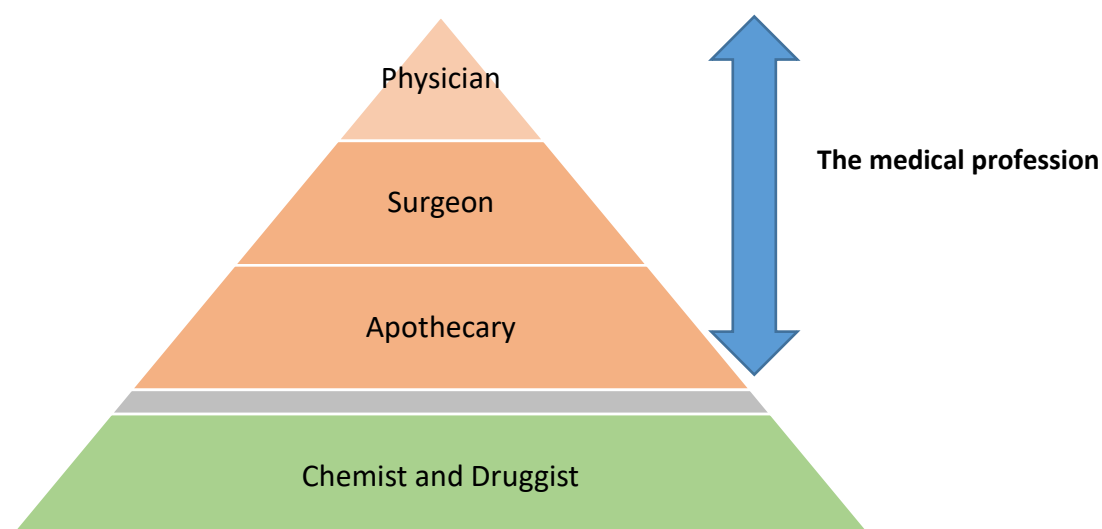 Physician
The medical profession
Surgeon
Apothecary
Chemist and Druggist